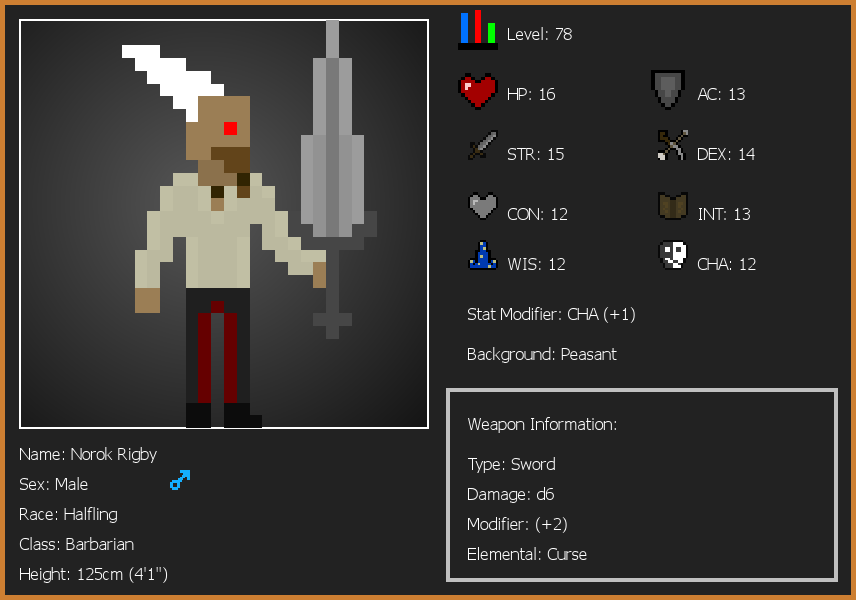 Level: 78
HP: 16
AC: 13
STR: 15
DEX: 14
CON: 12
INT: 13
WIS: 12
CHA: 12
Stat Modifier: CHA (+1)
Background: Peasant
Weapon Information:
Type: Sword
Damage: d6
Modifier: (+2)
Elemental: Curse
Name: Norok Rigby
Sex: Male
Race: Halfling
Class: Barbarian
Height: 125cm (4'1")